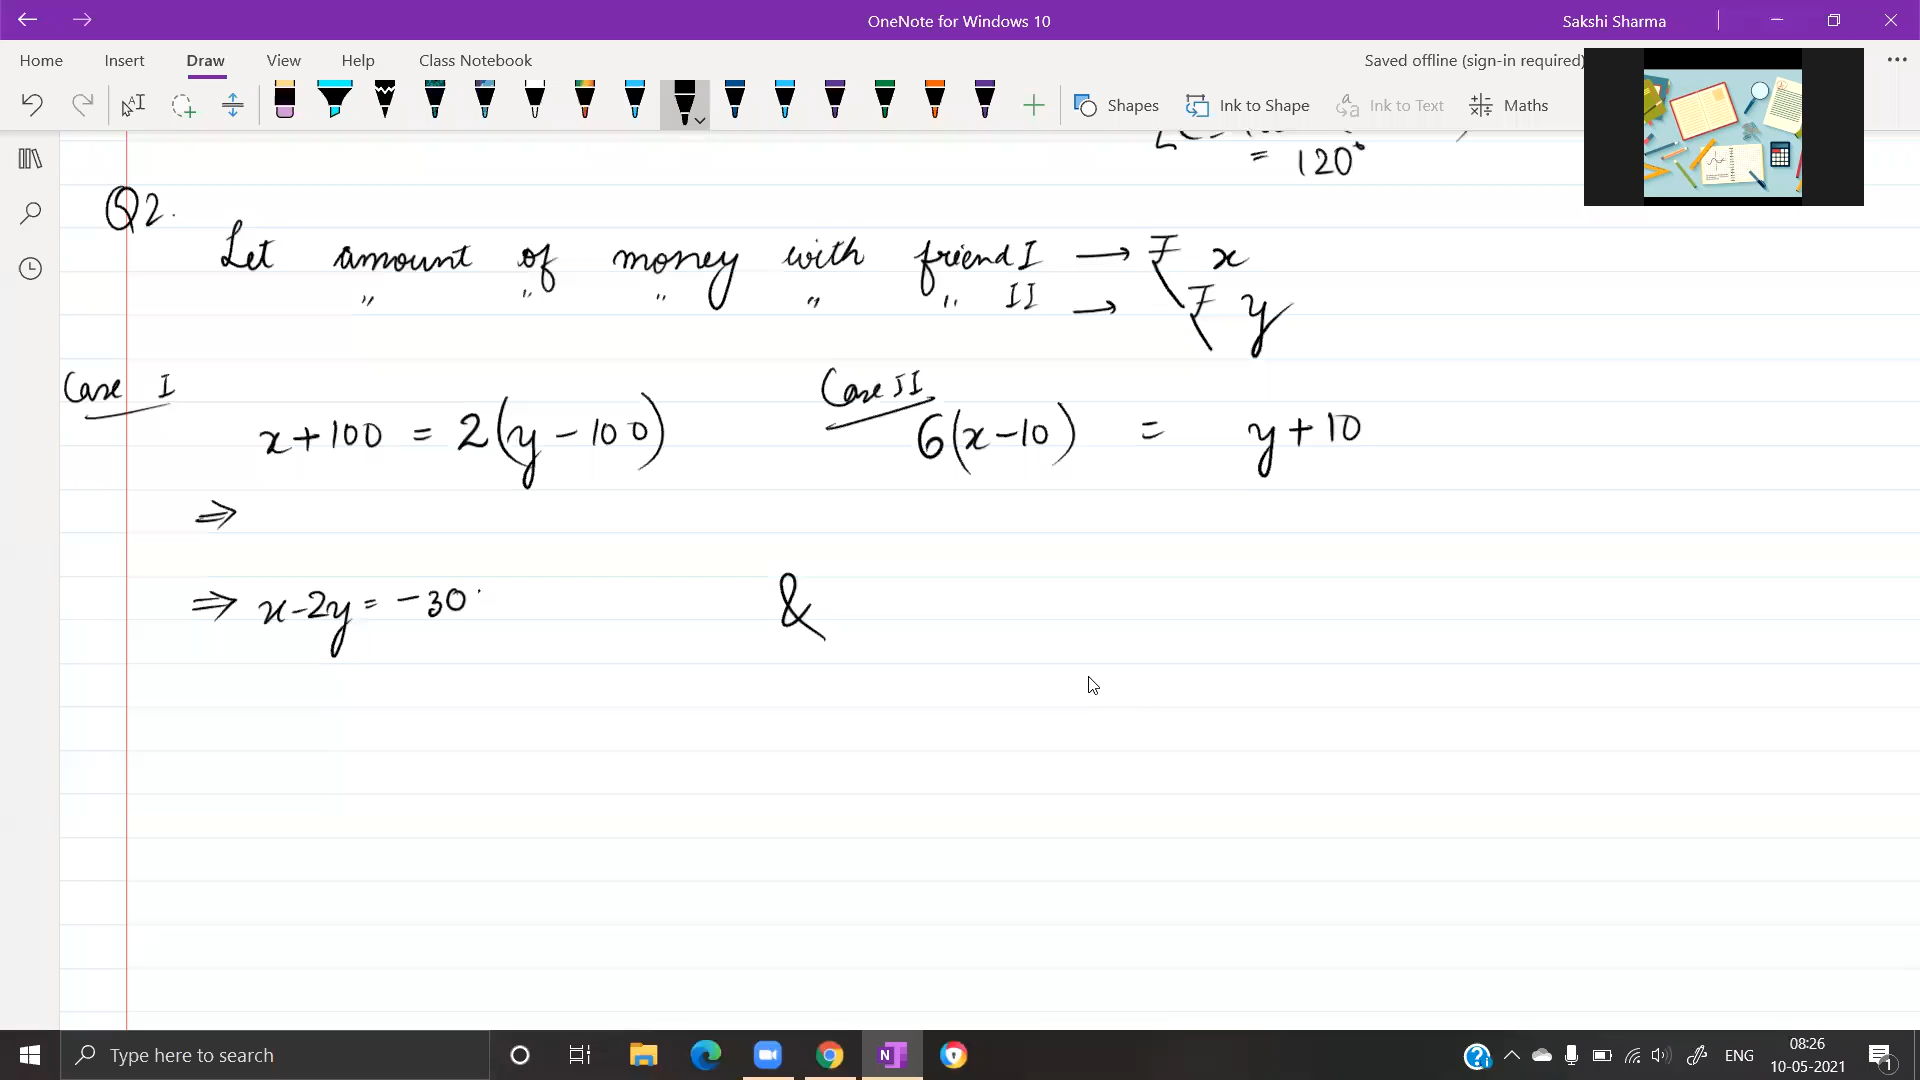 OneNote for Windows 10
Sakshi Sharma
Home Insert Draw View Help Class Notebook
Saved offline (sign-in required)
Shapes Ink to Shape Ink to Text Maths
= 120°
Q2.
Let amount of money with friend I → ₹ x
" " " " " II → ₹ y
Case I
Case II
x+100 = 2(y-100)
6(x-10) = y+10
⇒
⇒ x-2y = -30
&
Type here to search
ENG
08:26
10-05-2021
1